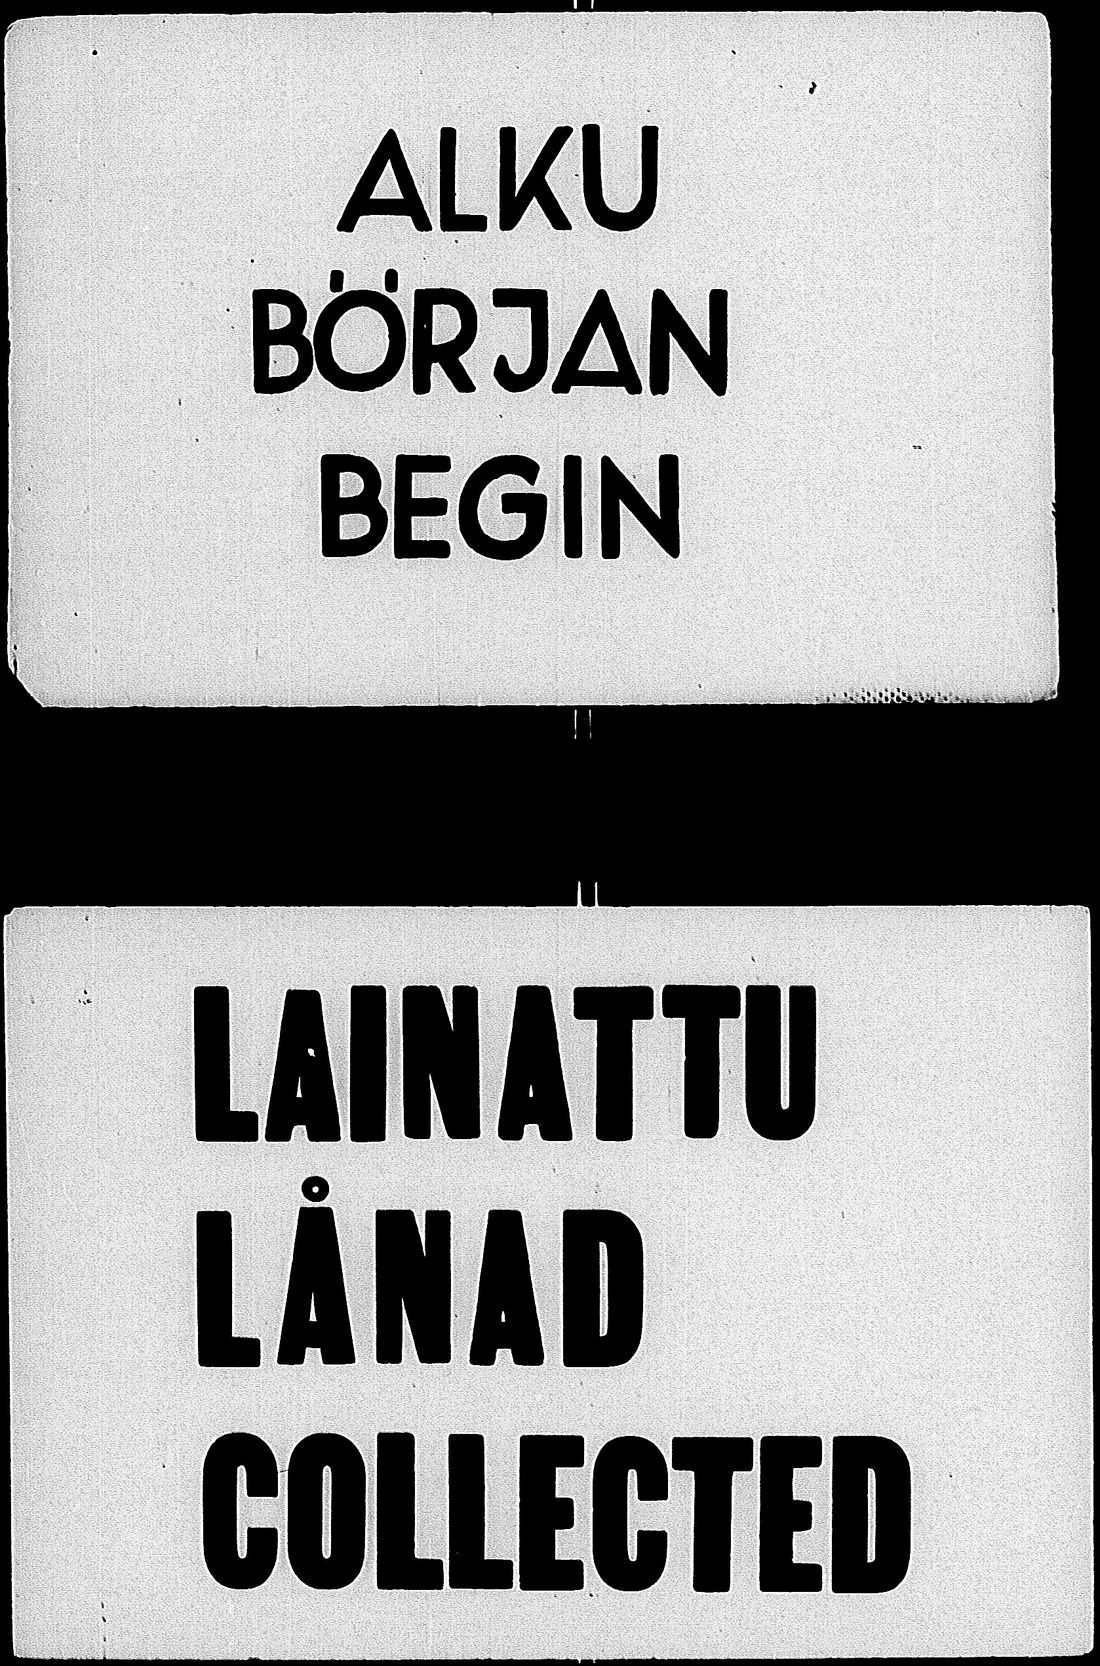 ALKU
BÖRJAN
BEGIN
LAINATTU
LÅNAD
COLLECTED